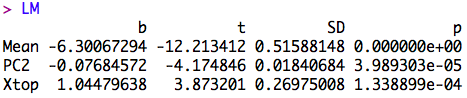 > LM
b t SD p
Mean -6.30067294 -12.213412 0.51588148 0.000000e+00
PC2 -0.07684572 -4.174846 0.01840684 3.989303e-05
Xtop 1.04479638 3.873201 0.26975008 1.338899e-04